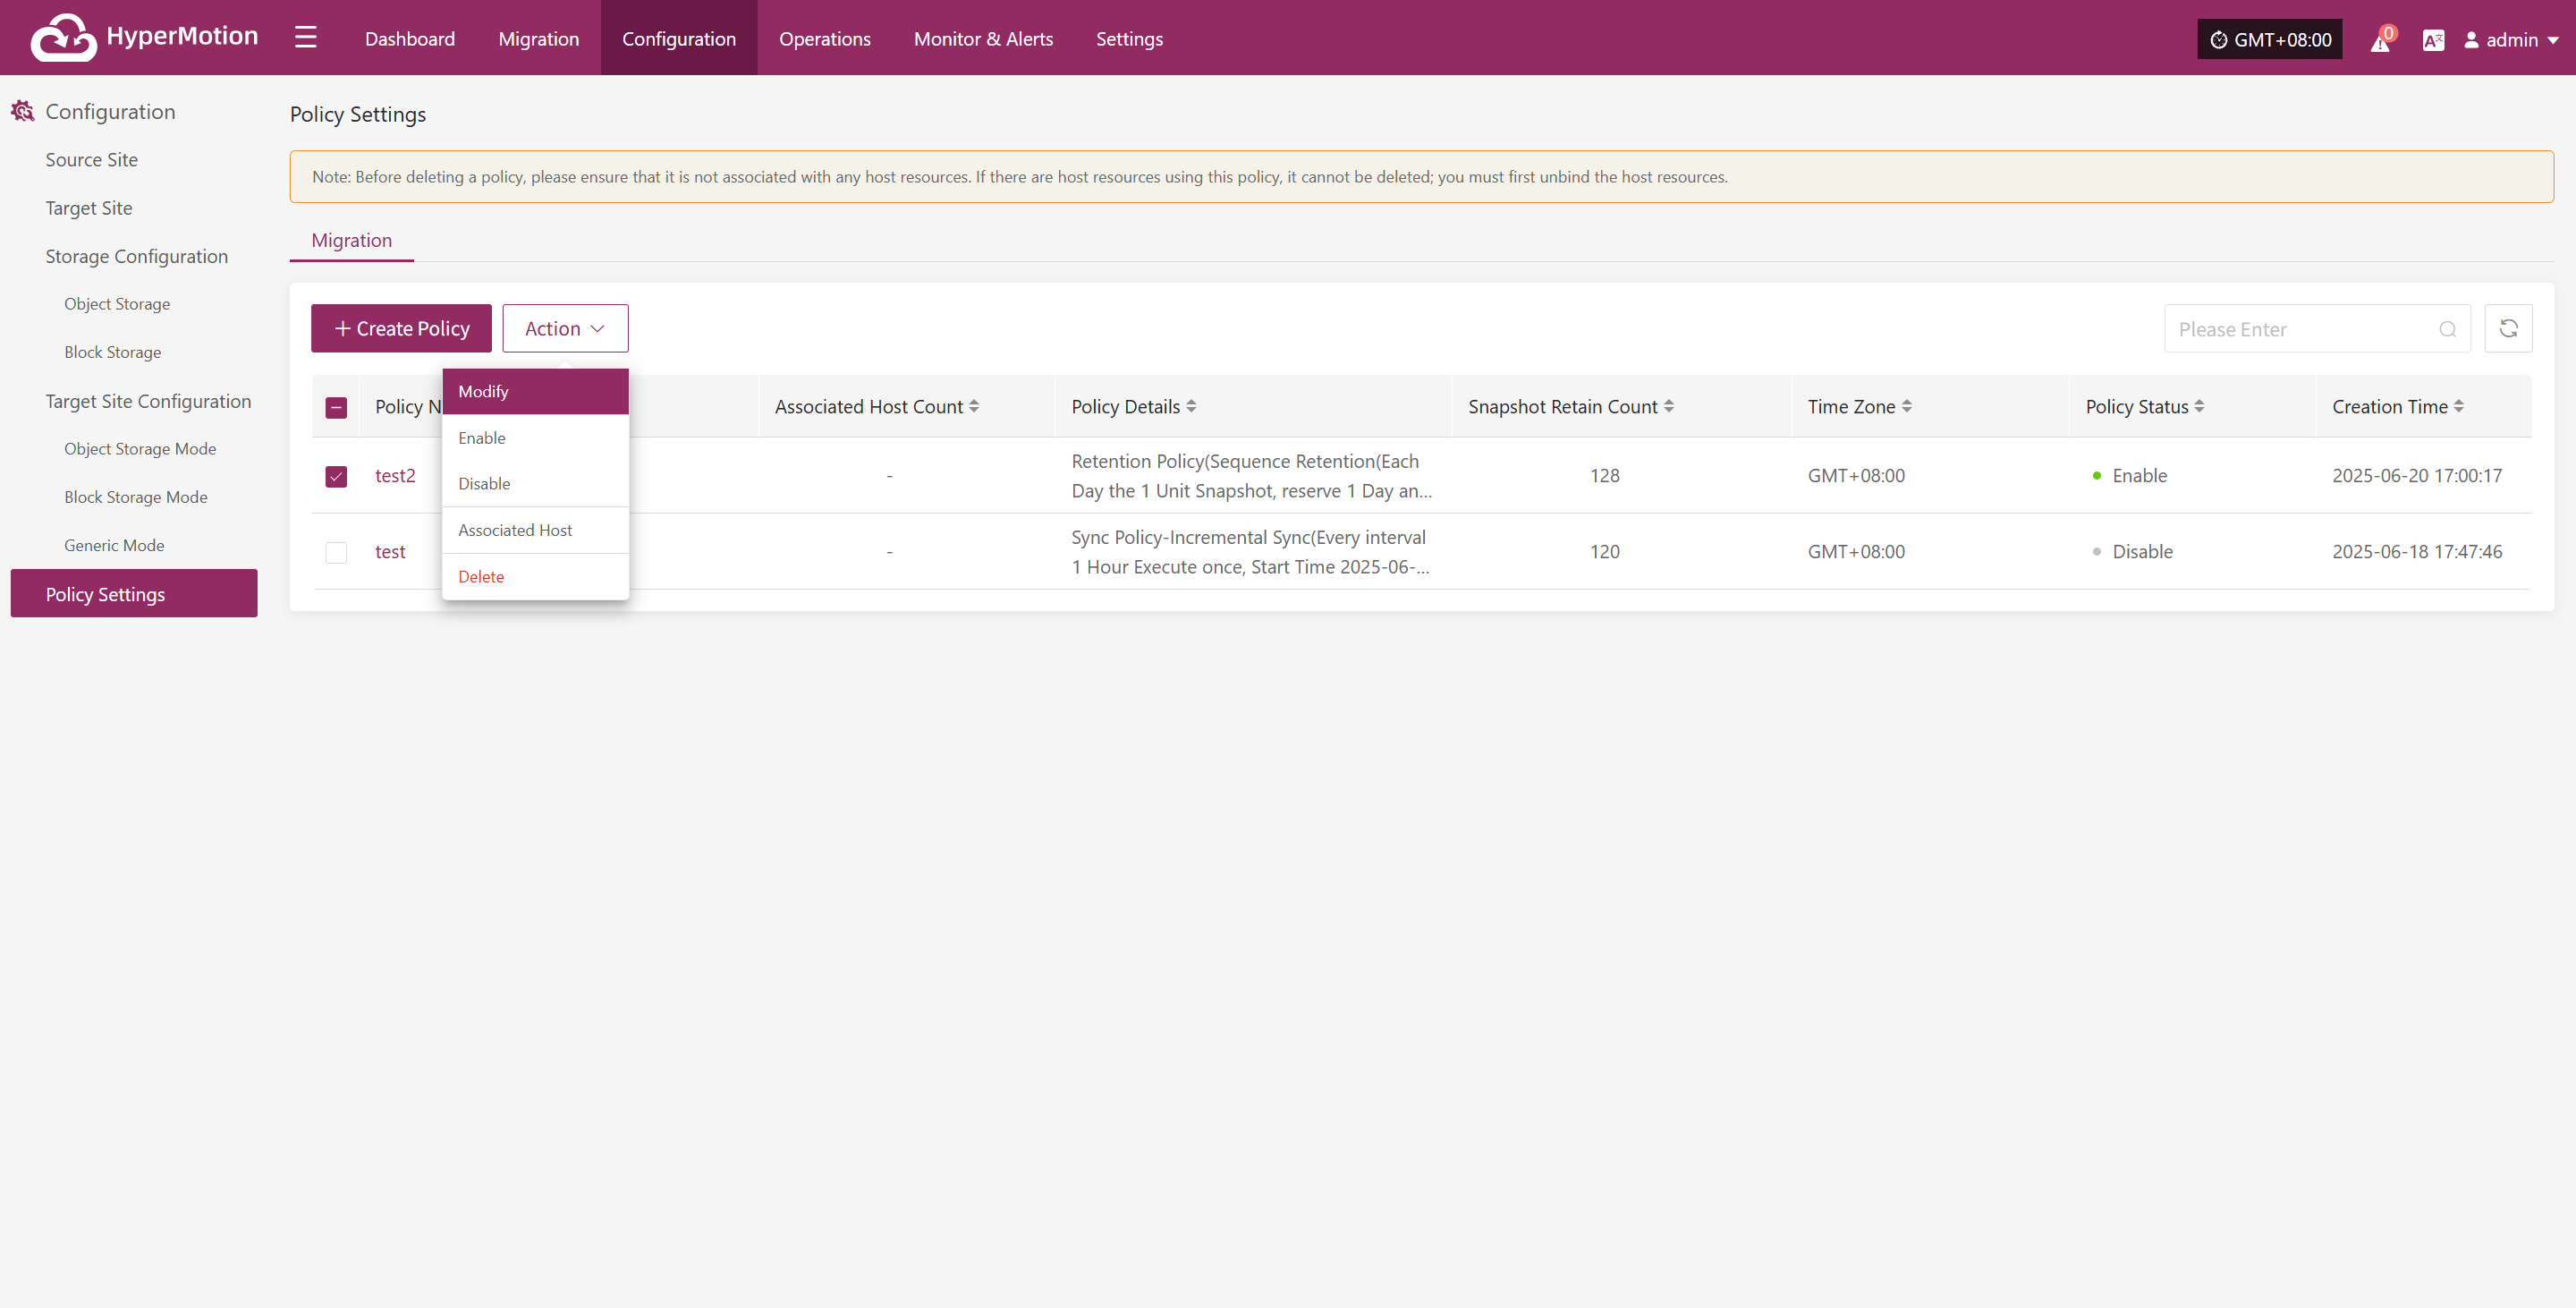 HyperMotion
Dashboard
Migration
Configuration
Operations
Monitor & Alerts
Settings
GMT+08:00
0
A文
admin
Configuration
Source Site
Target Site
Storage Configuration
Object Storage
Block Storage
Target Site Configuration
Object Storage Mode
Block Storage Mode
Generic Mode
Policy Settings
Policy Settings
Note: Before deleting a policy, please ensure that it is not associated with any host resources. If there are host resources using this policy, it cannot be deleted; you must first unbind the host resources.
Migration
+ Create Policy
Action
Please Enter
Modify
Enable
Disable
Associated Host
Delete
Policy N
Associated Host Count
Policy Details
Snapshot Retain Count
Time Zone
Policy Status
Creation Time
test2
-
Retention Policy(Sequence Retention(Each
Day the 1 Unit Snapshot, reserve 1 Day an...
128
GMT+08:00
Enable
2025-06-20 17:00:17
test
-
Sync Policy-Incremental Sync(Every interval
1 Hour Execute once, Start Time 2025-06-...
120
GMT+08:00
Disable
2025-06-18 17:47:46